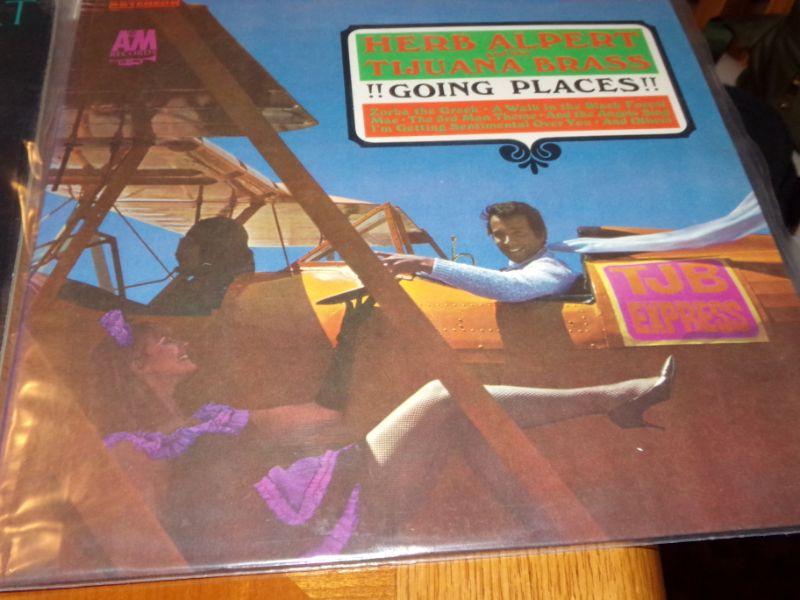 A&M
RECORDS
HERB ALPERT
TIJUANA BRASS
!!GOING PLACES!!
Zorba the Greek • A Walk in the Black Forest
Mae • The 3rd Man Theme • And the Angels Sing
I'm Getting Sentimental Over You • And Others
TJB
EXPRESS